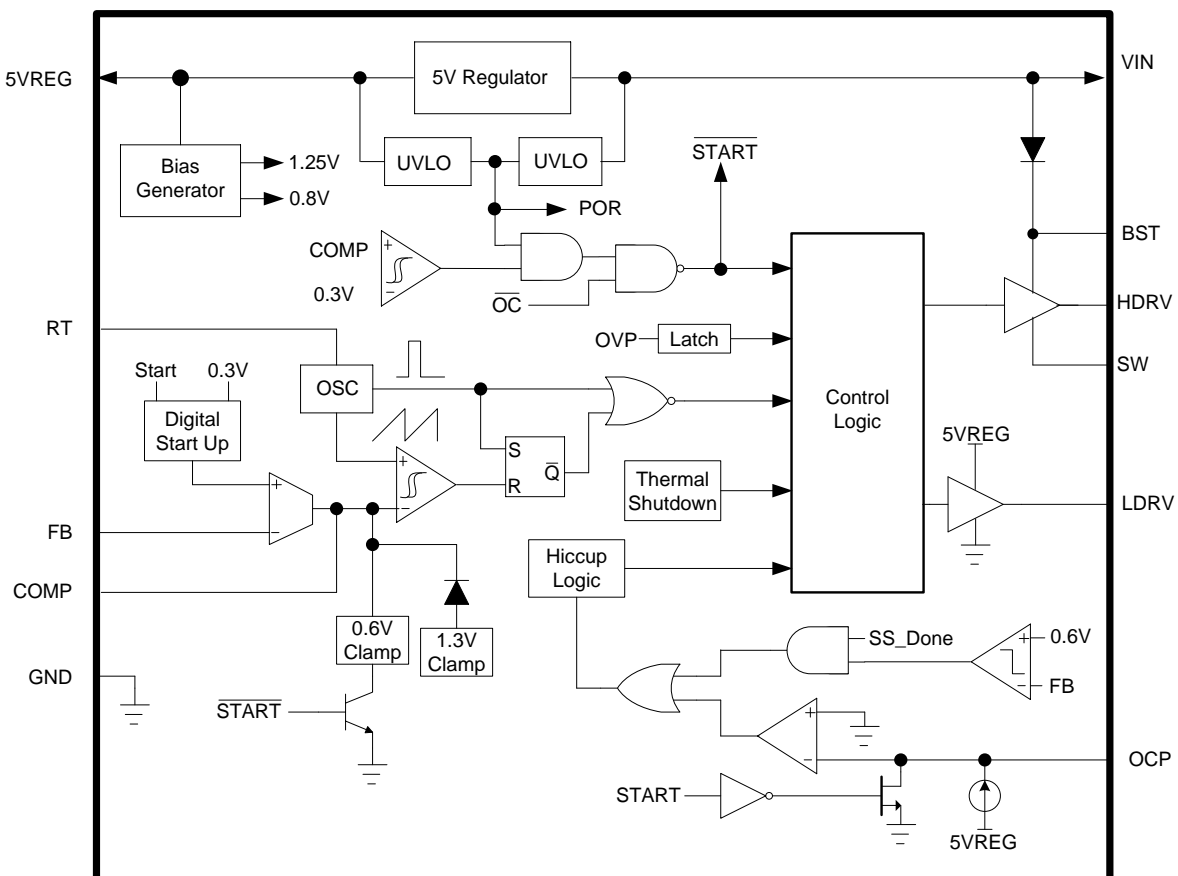 5VREG
5V Regulator
VIN
Bias
Generator
1.25V
0.8V
UVLO
UVLO
POR
START
COMP
+
−
0.3V
OC
BST
HDRV
SW
RT
OVP
Latch
Control
Logic
Start
0.3V
Digital
Start Up
OSC
+
−
S
R
Q
5VREG
LDRV
Thermal
Shutdown
+
−
FB
COMP
Hiccup
Logic
0.6V
Clamp
1.3V
Clamp
SS_Done
+
−
0.6V
FB
GND
START
+
−
OCP
START
5VREG